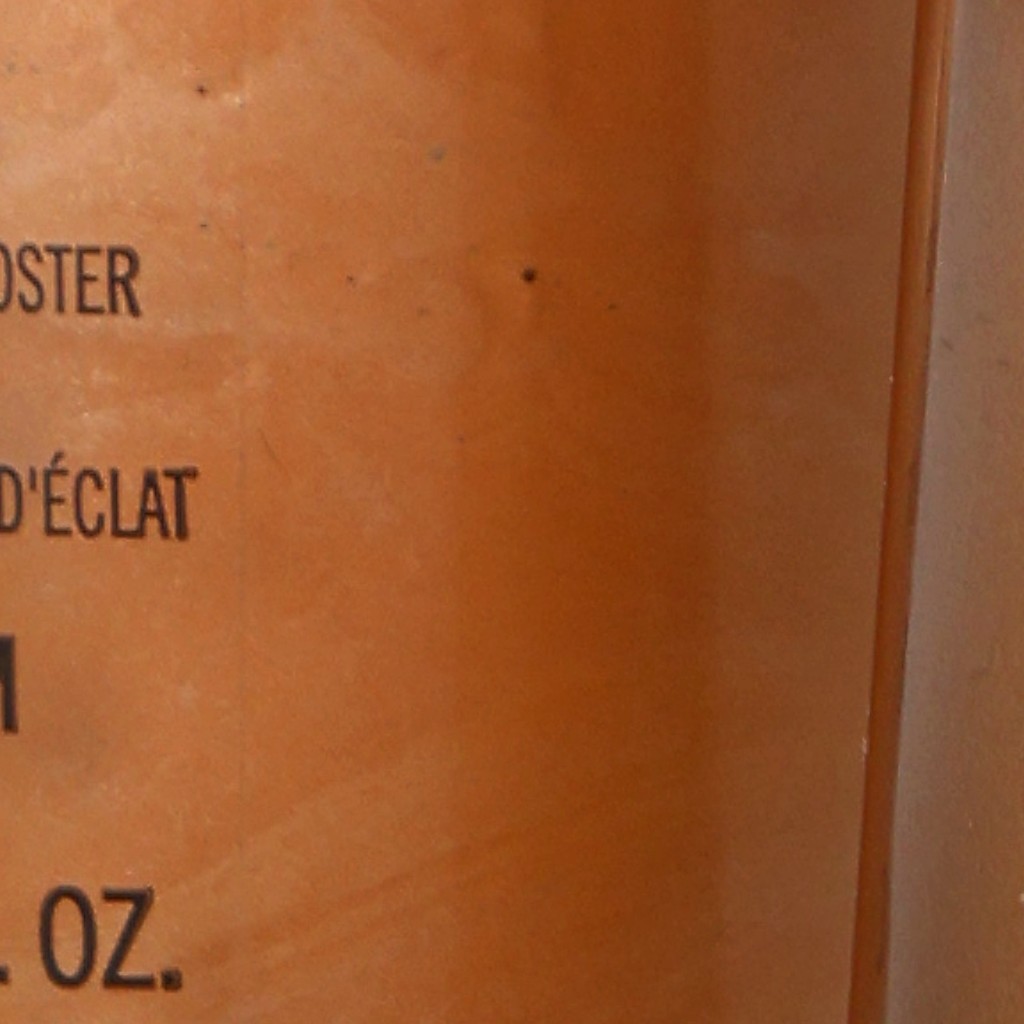 OSTER
D'ÉCLAT
M
. OZ.